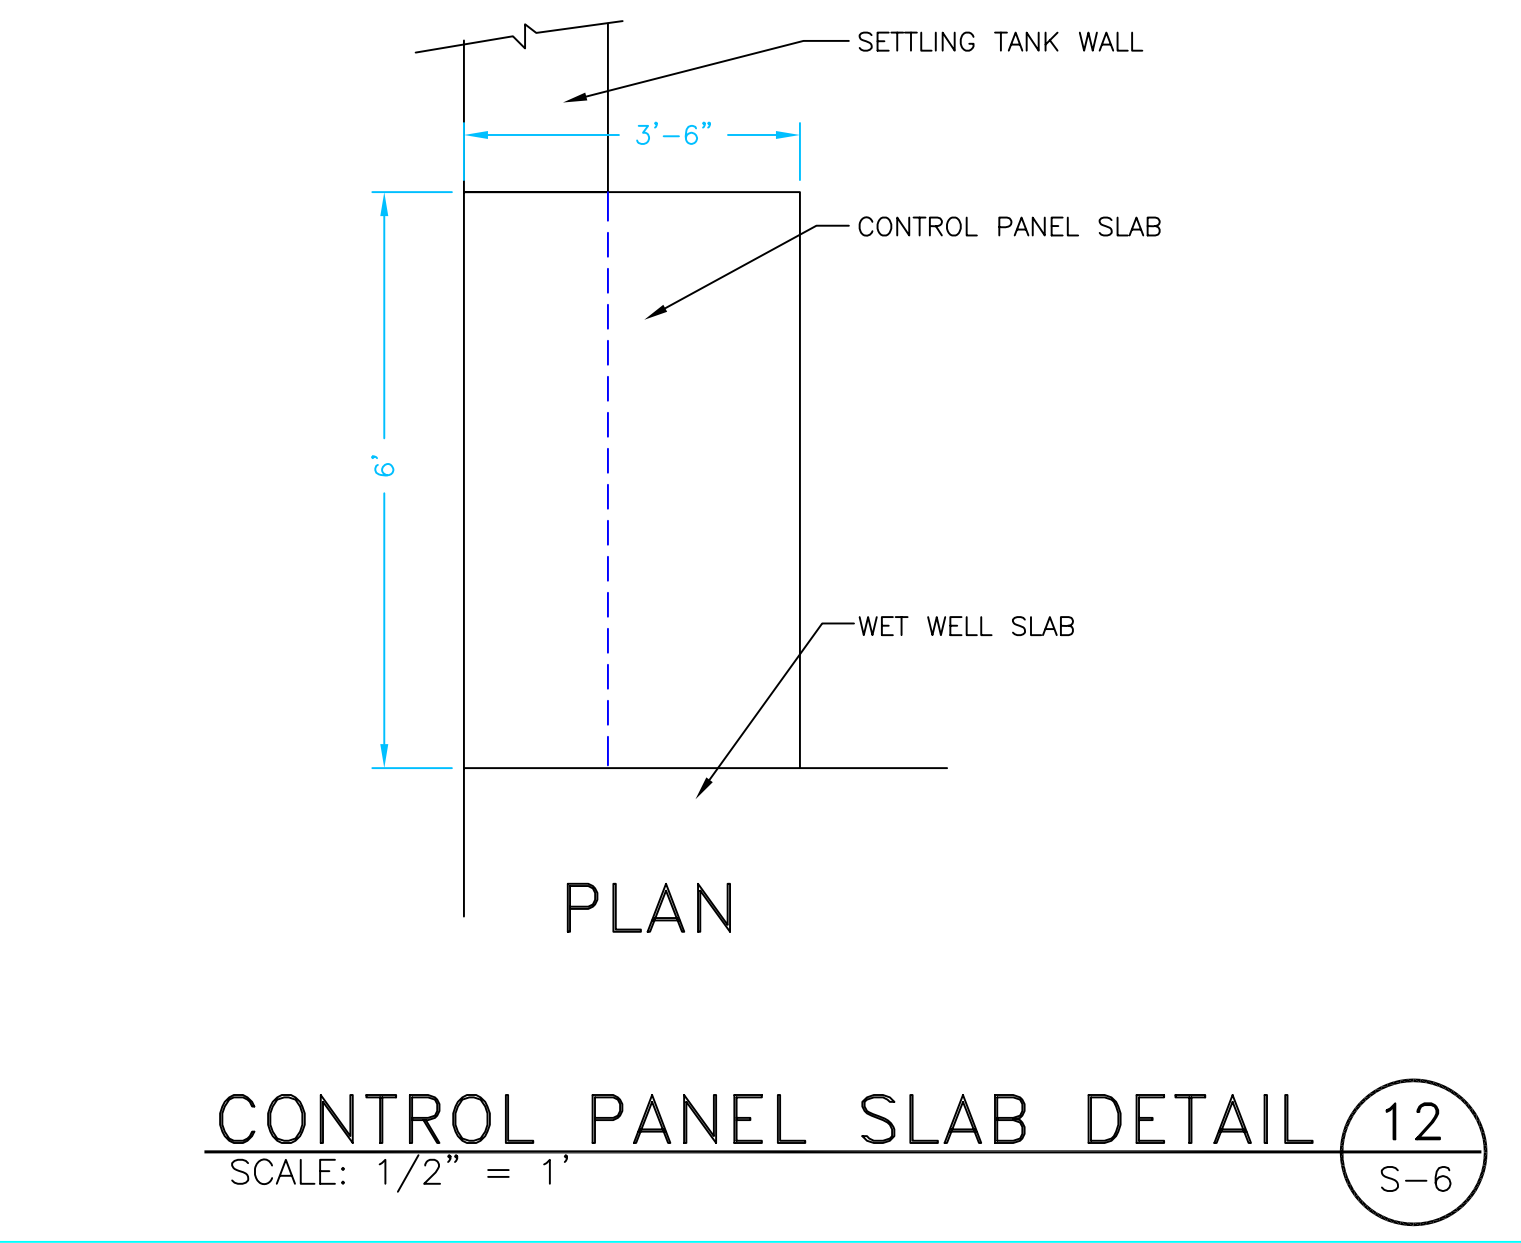 SETTLING TANK WALL
3'-6"
CONTROL PANEL SLAB
6'
WET WELL SLAB
PLAN
CONTROL PANEL SLAB DETAIL
12
SCALE: 1/2" = 1'
S-6